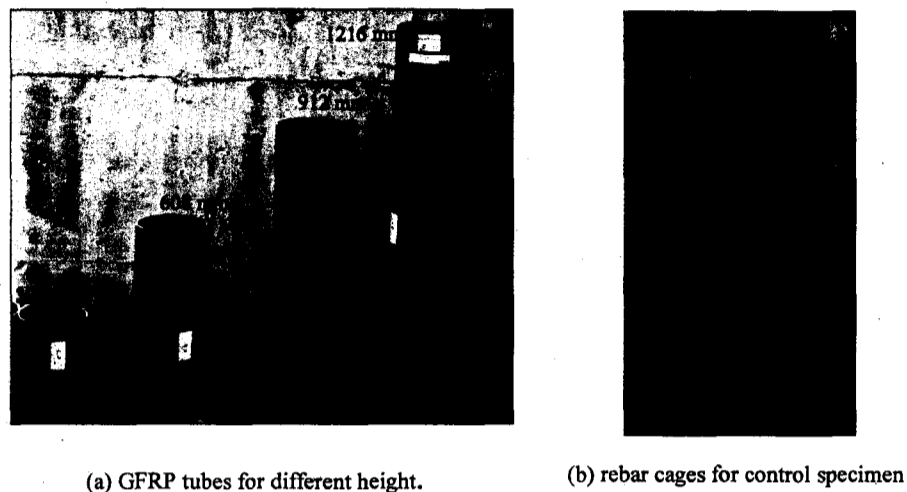 1216 mm
912 mm
(a) GFRP tubes for different height.
(b) rebar cages for control specimen